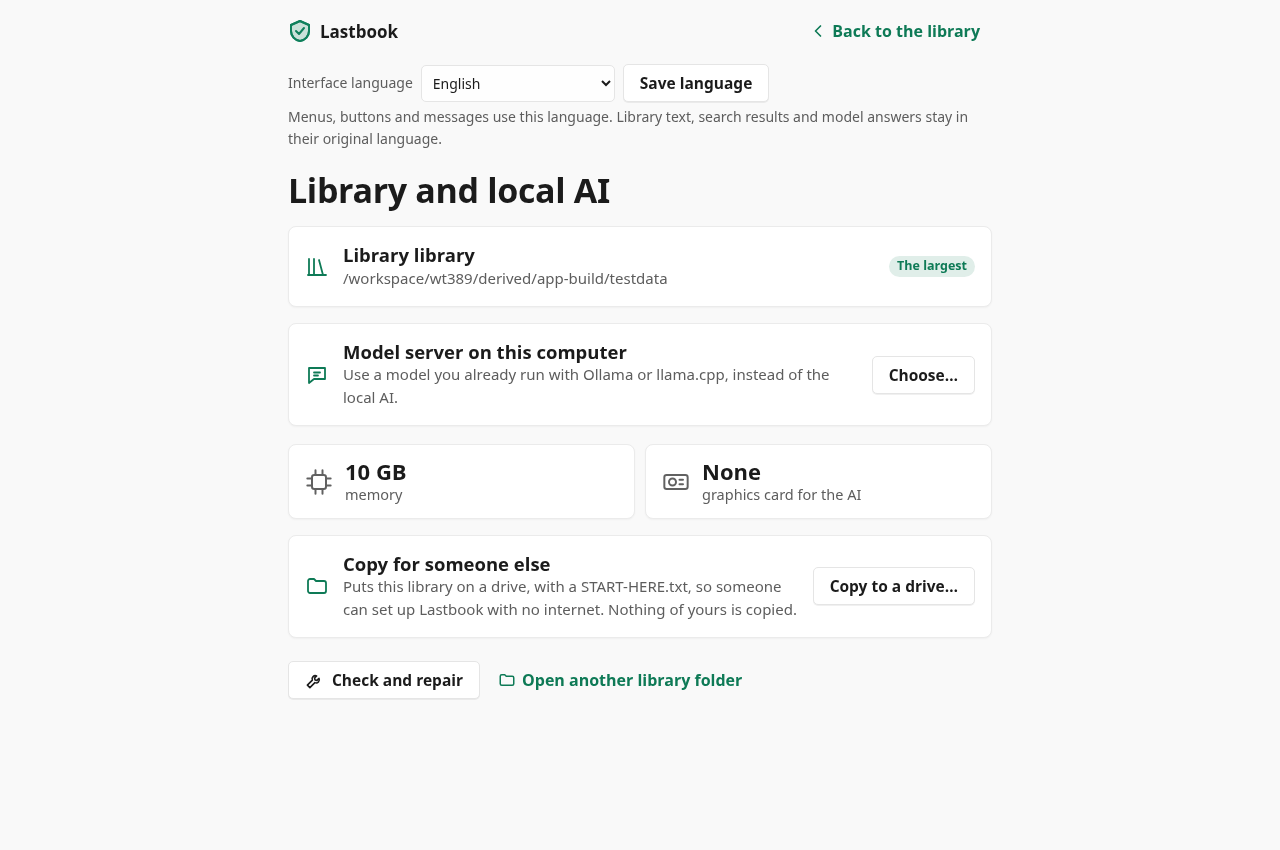 Lastbook
Back to the library
Interface language
English
Save language
Menus, buttons and messages use this language. Library text, search results and model answers stay in
their original language.
Library and local AI
Library library
/workspace/wt389/derived/app-build/testdata
The largest
Model server on this computer
Use a model you already run with Ollama or llama.cpp, instead of the
local AI.
Choose...
10 GB
memory
None
graphics card for the AI
Copy for someone else
Puts this library on a drive, with a START-HERE.txt, so someone
can set up Lastbook with no internet. Nothing of yours is copied.
Copy to a drive...
Check and repair
Open another library folder